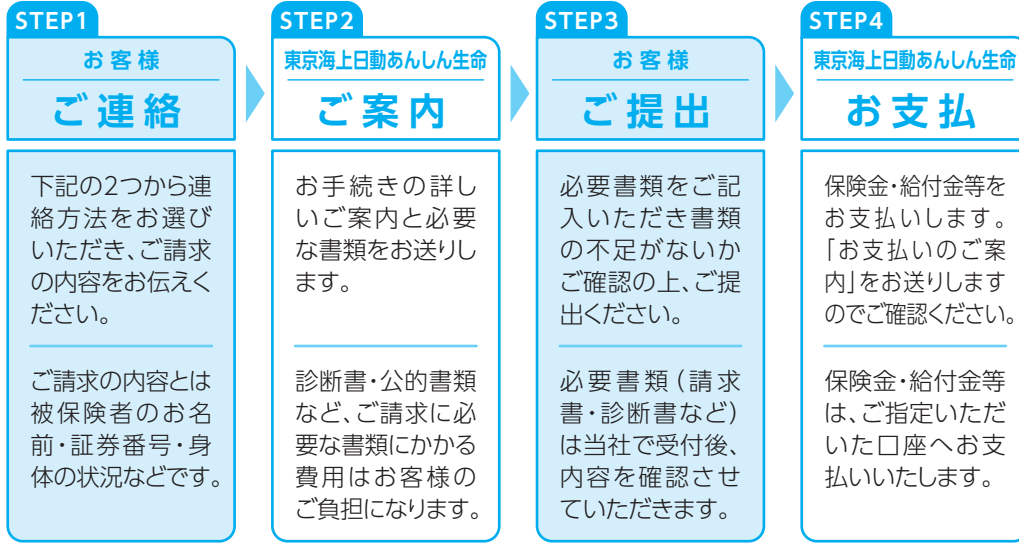 STEP1
お客様
ご連絡
下記の2つから連
絡方法をお選び
いただき、ご請求
の内容をお伝えく
ださい。
ご請求の内容とは
被保険者のお名
前・証券番号・身
体の状況などです。
STEP2
東京海上日動あんしん生命
ご案内
お手続きの詳し
いご案内と必要
な書類をお送りし
ます。
診断書・公的書類
など、ご請求に必
要な書類にかかる
費用はお客様の
ご負担になります。
STEP3
お客様
ご提出
必要書類をご記
入いただき書類
の不足がないか
ご確認の上、ご提
出ください。
必要書類（請求
書・診断書など）
は当社で受付後、
内容を確認させ
ていただきます。
STEP4
東京海上日動あんしん生命
お支払
保険金・給付金等を
お支払いします。
「お支払いのご案
内」をお送りします
のでご確認ください。
保険金・給付金等
は、ご指定いただ
いた口座へお支
払いいたします。